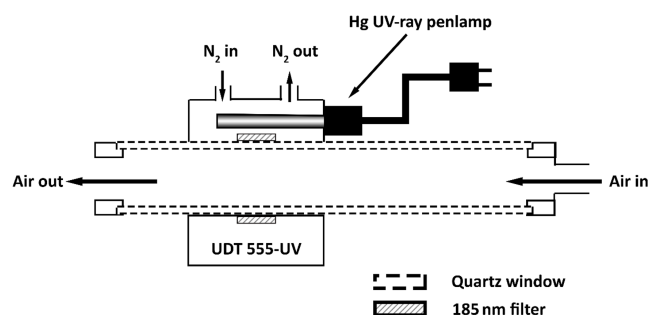 Hg UV-ray penlamp
N₂ in
N₂ out
Air out
Air in
UDT 555-UV
Quartz window
185 nm filter